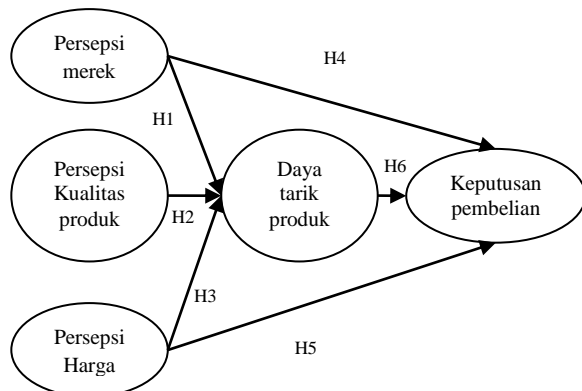 Persepsi
merek
H4
H1
Persepsi
Kualitas
produk
H2
Daya
tarik
produk
H6
Keputusan
pembelian
H3
Persepsi
Harga
H5